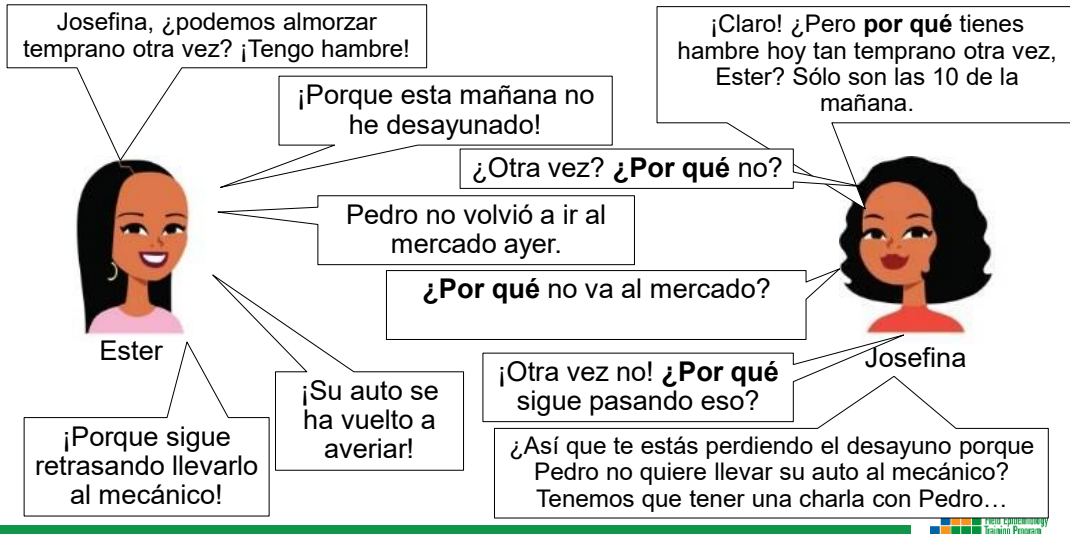 Josefina, ¿podemos almorzar
temprano otra vez? ¡Tengo hambre!
¡Claro! ¿Pero por qué tienes
hambre hoy tan temprano otra vez,
Ester? Sólo son las 10 de la
mañana.
¡Porque esta mañana no
he desayunado!
¿Otra vez? ¿Por qué no?
Pedro no volvió a ir al
mercado ayer.
¿Por qué no va al mercado?
¡Su auto se
ha vuelto a
averiar!
¡Otra vez no! ¿Por qué
sigue pasando eso?
¡Porque sigue
retrasando llevarlo
al mecánico!
¿Así que te estás perdiendo el desayuno porque
Pedro no quiere llevar su auto al mecánico?
Tenemos que tener una charla con Pedro…
Ester
Josefina
Field Epidemiology
Training Program